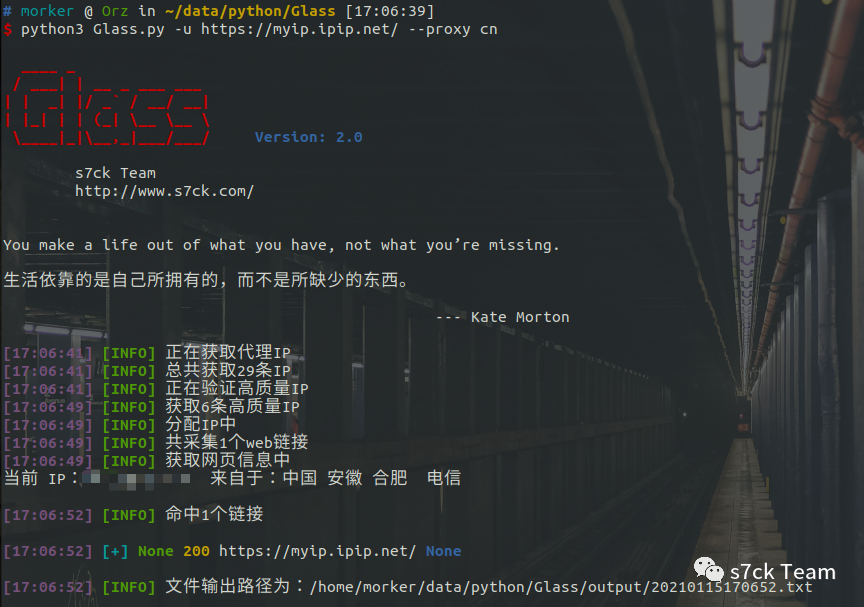 # morker @ Orz in ~/data/python/Glass [17:06:39]
$ python3 Glass.py -u https://myip.ipip.net/ --proxy cn
Glass
Version: 2.0
s7ck Team
http://www.s7ck.com/
You make a life out of what you have, not what you’re missing.
生活依靠的是自己所拥有的，而不是所缺少的东西。
--- Kate Morton
[17:06:41] [INFO] 正在获取代理IP
[17:06:41] [INFO] 总共获取29条IP
[17:06:41] [INFO] 正在验证高质量IP
[17:06:49] [INFO] 获取6条高质量IP
[17:06:49] [INFO] 分配IP中
[17:06:49] [INFO] 共采集1个web链接
[17:06:49] [INFO] 获取网页信息中
当前 IP： 来自于：中国 安徽 合肥 电信
[17:06:52] [INFO] 命中1个链接
[17:06:52] [+] None 200 https://myip.ipip.net/ None
[17:06:52] [INFO] 文件输出路径为：/home/morker/data/python/Glass/output/20210115170652.txt
s7ck Team